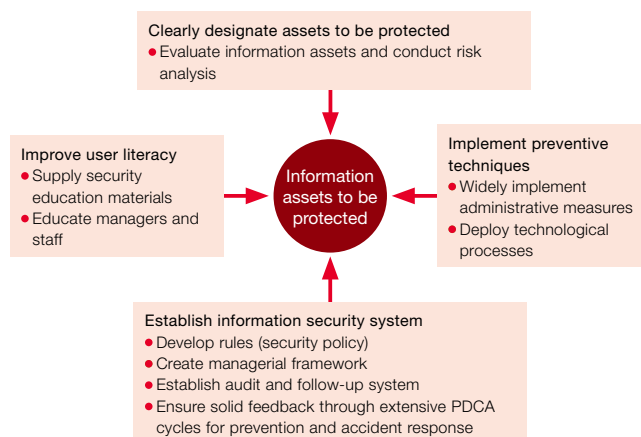 Clearly designate assets to be protected
● Evaluate information assets and conduct risk
analysis
Improve user literacy
● Supply security
education materials
● Educate managers and
staff
Information
assets to be
protected
Implement preventive
techniques
● Widely implement
administrative measures
● Deploy technological
processes
Establish information security system
● Develop rules (security policy)
● Create managerial framework
● Establish audit and follow-up system
● Ensure solid feedback through extensive PDCA
cycles for prevention and accident response